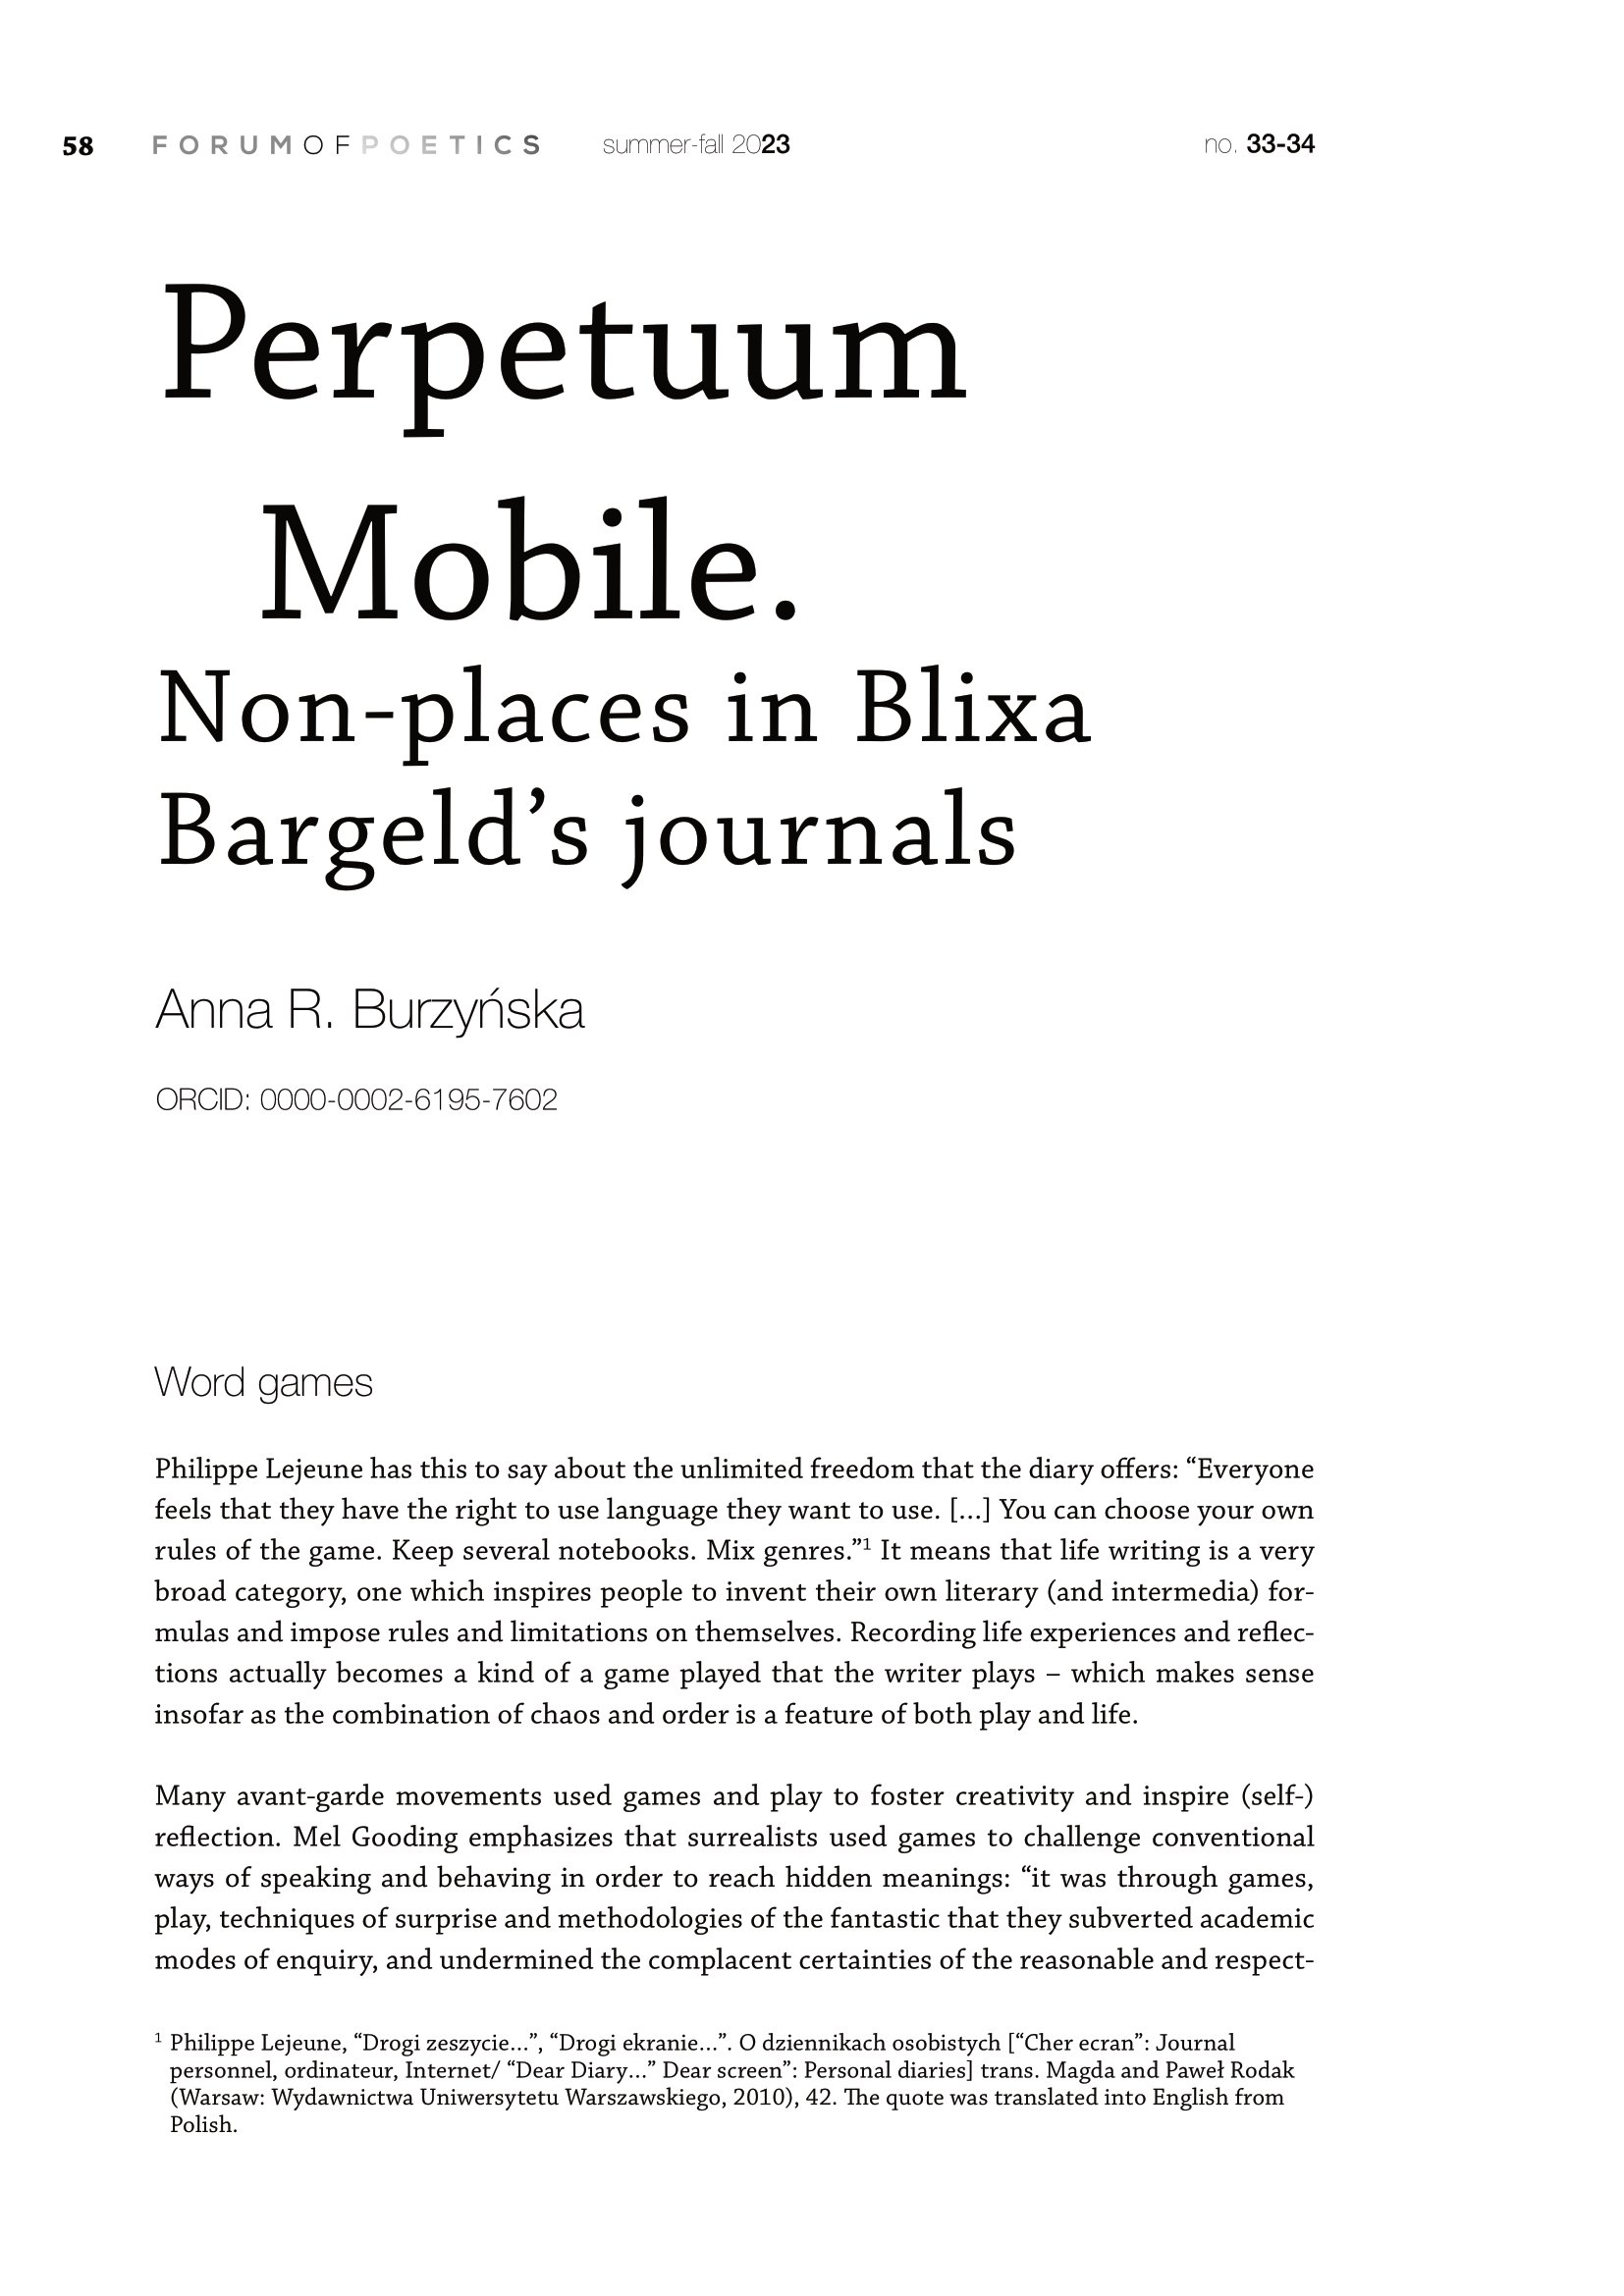 58 FORUMOFPOETICS summer-fall 2023 no. 33-34
Perpetuum
Mobile.
Non-places in Blixa
Bargeld’s journals
Anna R. Burzyńska
ORCID: 0000-0002-6195-7602
Word games
Philippe Lejeune has this to say about the unlimited freedom that the diary offers: “Everyone
feels that they have the right to use language they want to use. […] You can choose your own
rules of the game. Keep several notebooks. Mix genres.”1 It means that life writing is a very
broad category, one which inspires people to invent their own literary (and intermedia) for-
mulas and impose rules and limitations on themselves. Recording life experiences and reflec-
tions actually becomes a kind of a game played that the writer plays – which makes sense
insofar as the combination of chaos and order is a feature of both play and life.
Many avant-garde movements used games and play to foster creativity and inspire (self-)
reflection. Mel Gooding emphasizes that surrealists used games to challenge conventional
ways of speaking and behaving in order to reach hidden meanings: “it was through games,
play, techniques of surprise and methodologies of the fantastic that they subverted academic
modes of enquiry, and undermined the complacent certainties of the reasonable and respect-
1 Philippe Lejeune, “Drogi zeszycie…”, “Drogi ekranie…”. O dziennikach osobistych [“Cher ecran”: Journal
personnel, ordinateur, Internet/ “Dear Diary…” Dear screen”: Personal diaries] trans. Magda and Paweł Rodak
(Warsaw: Wydawnictwa Uniwersytetu Warszawskiego, 2010), 42. The quote was translated into English from
Polish.